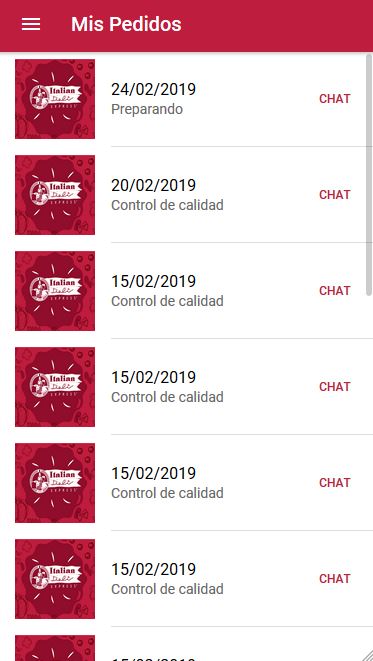 Mis Pedidos
Italian
Deli
EXPRESS
24/02/2019
Preparando
CHAT
Italian
Deli
EXPRESS
20/02/2019
Control de calidad
CHAT
Italian
Deli
EXPRESS
15/02/2019
Control de calidad
CHAT
Italian
Deli
EXPRESS
15/02/2019
Control de calidad
CHAT
Italian
Deli
EXPRESS
15/02/2019
Control de calidad
CHAT
Italian
Deli
EXPRESS
15/02/2019
Control de calidad
CHAT